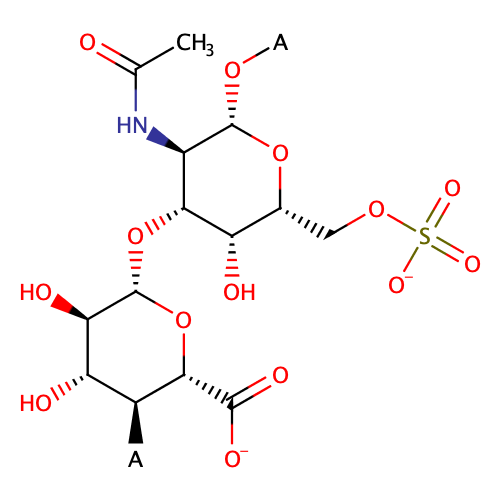 O CH3 O A
HN O
O O O
S
O O⁻ O
HO OH
O
HO O
A O⁻